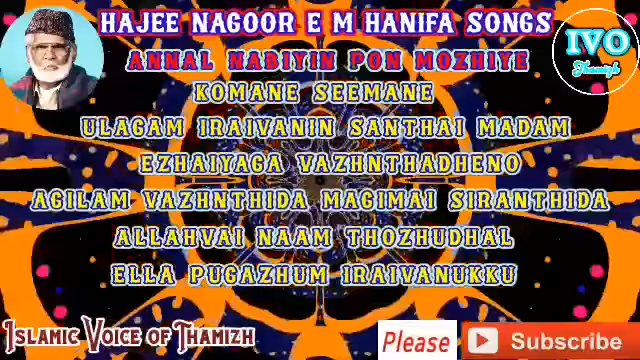 HAJEE NAGOOR E M HANIFA SONGS
IVO
Thamizh
ANNAL NABIYIN PON MOZHIYE
KOMANE SEEMANE
ULAGAM IRAIVANIN SANTHAI MADAM
EZHAIYAGA VAZHNTHADHENO
AGILAM VAZHNTHIDA MAGIMAI SIRANTHIDA
ALLAHVAI NAAM THOZHUDHAL
ELLA PUGAZHUM IRAIVANUKKU
Islamic Voice of Thamizh
Please
Subscribe